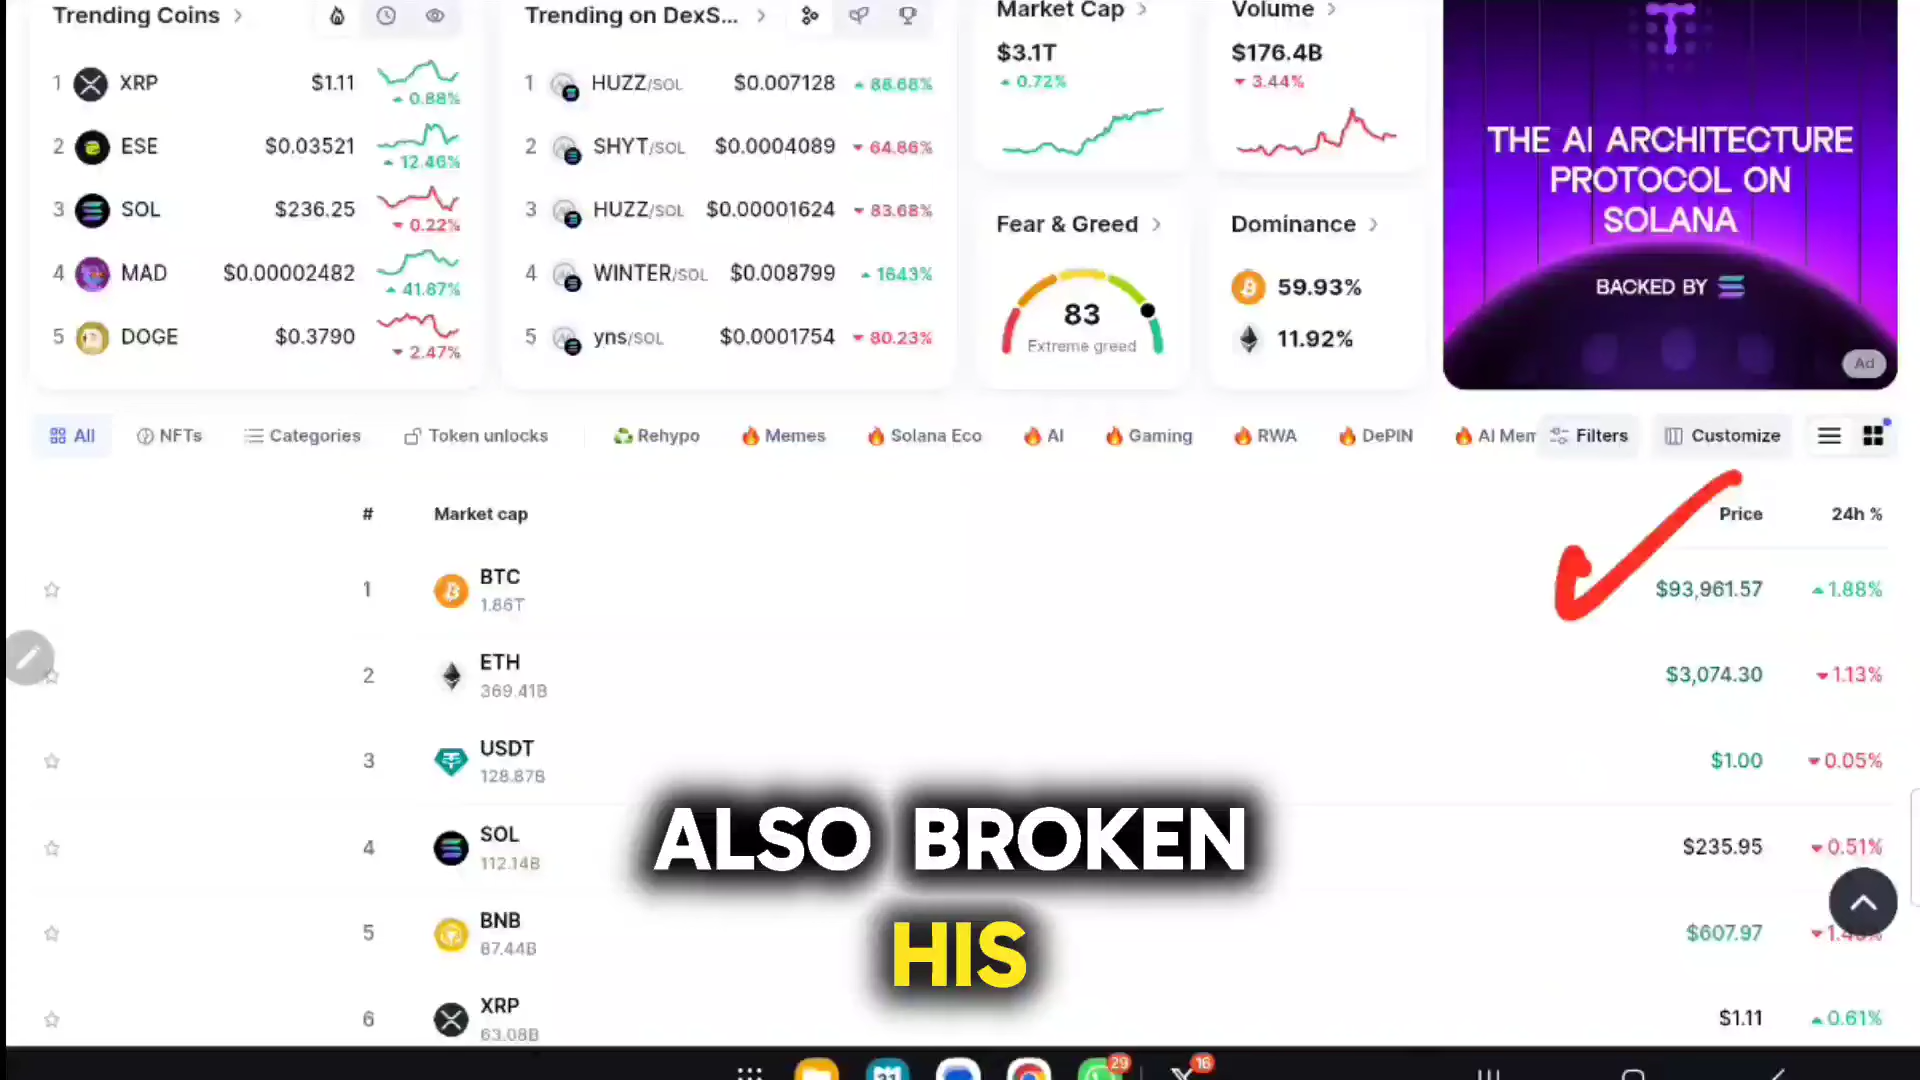 Trending Coins
1 XRP $1.11 0.88%
2 ESE $0.03521 12.46%
3 SOL $236.25 0.22%
4 MAD $0.00002482 41.87%
5 DOGE $0.3790 2.47%
Trending on DexS...
1 HUZZ/SOL $0.007128 86.68%
2 SHYT/SOL $0.0004089 64.86%
3 HUZZ/SOL $0.00001624 83.68%
4 WINTER/SOL $0.008799 1643%
5 yns/SOL $0.0001754 80.23%
Market Cap
$3.1T
0.72%
Volume
$176.4B
3.44%
Fear & Greed
83
Extreme greed
Dominance
59.93%
11.92%
THE AI ARCHITECTURE
PROTOCOL ON
SOLANA
BACKED BY
Ad
All NFTs Categories Token unlocks Rehypo Memes Solana Eco AI Gaming RWA DePIN AI Mem Filters Customize
# Market cap Price 24h %
1 BTC $93,961.57 1.88%
1.86T
2 ETH $3,074.30 1.13%
369.41B
3 USDT $1.00 0.05%
128.87B
4 SOL $235.95 0.51%
112.14B
5 BNB $607.97
87.44B
6 XRP $1.11 0.61%
63.08B
ALSO BROKEN
HIS
31 29 16